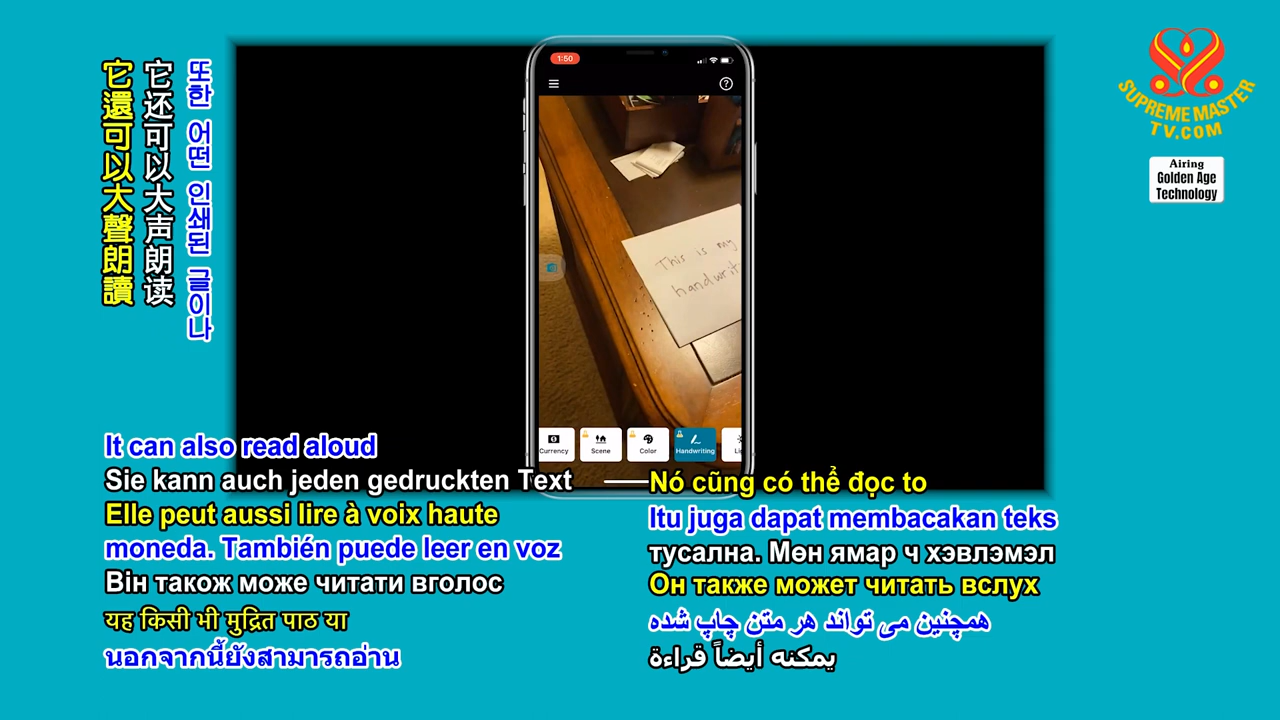 它還可以大聲朗讀
它还可以大声朗读
또한 어떤 인쇄된 글이나
1:50
This is my
handwrit
Currency
Scene
Color
Handwriting
SUPREME MASTER
TV.COM
Airing
Golden Age
Technology
It can also read aloud
Sie kann auch jeden gedruckten Text
Elle peut aussi lire à voix haute
moneda. También puede leer en voz
Він також може читати вголос
यह किसी भी मुद्रित पाठ या
นอกจากนี้ยังสามารถอ่าน
Nó cũng có thể đọc to
Itu juga dapat membacakan teks
тусална. Мөн ямар ч хэвлэмэл
Он также может читать вслух
همچنین می تواند هر متن چاپ شده
يمكنه أيضاً قراءة